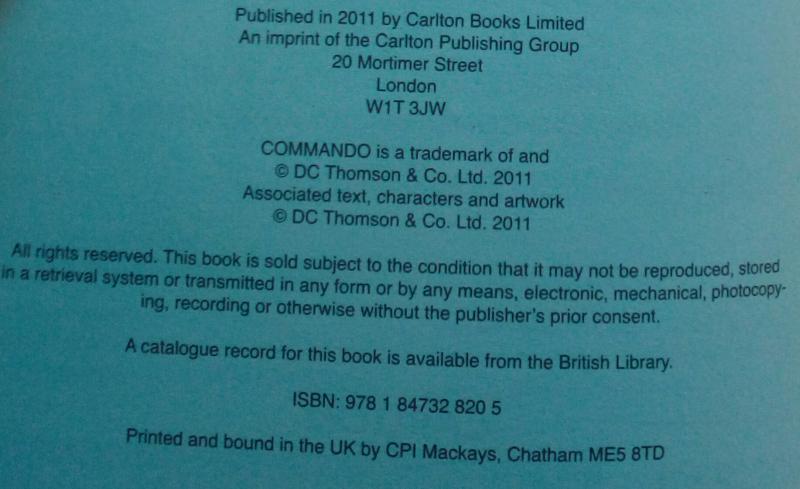 Published in 2011 by Carlton Books Limited
An imprint of the Carlton Publishing Group
20 Mortimer Street
London
W1T 3JW
COMMANDO is a trademark of and
© DC Thomson & Co. Ltd. 2011
Associated text, characters and artwork
© DC Thomson & Co. Ltd. 2011
All rights reserved. This book is sold subject to the condition that it may not be reproduced, stored
in a retrieval system or transmitted in any form or by any means, electronic, mechanical, photocopy-
ing, recording or otherwise without the publisher's prior consent.
A catalogue record for this book is available from the British Library.
ISBN: 978 1 84732 820 5
Printed and bound in the UK by CPI Mackays, Chatham ME5 8TD